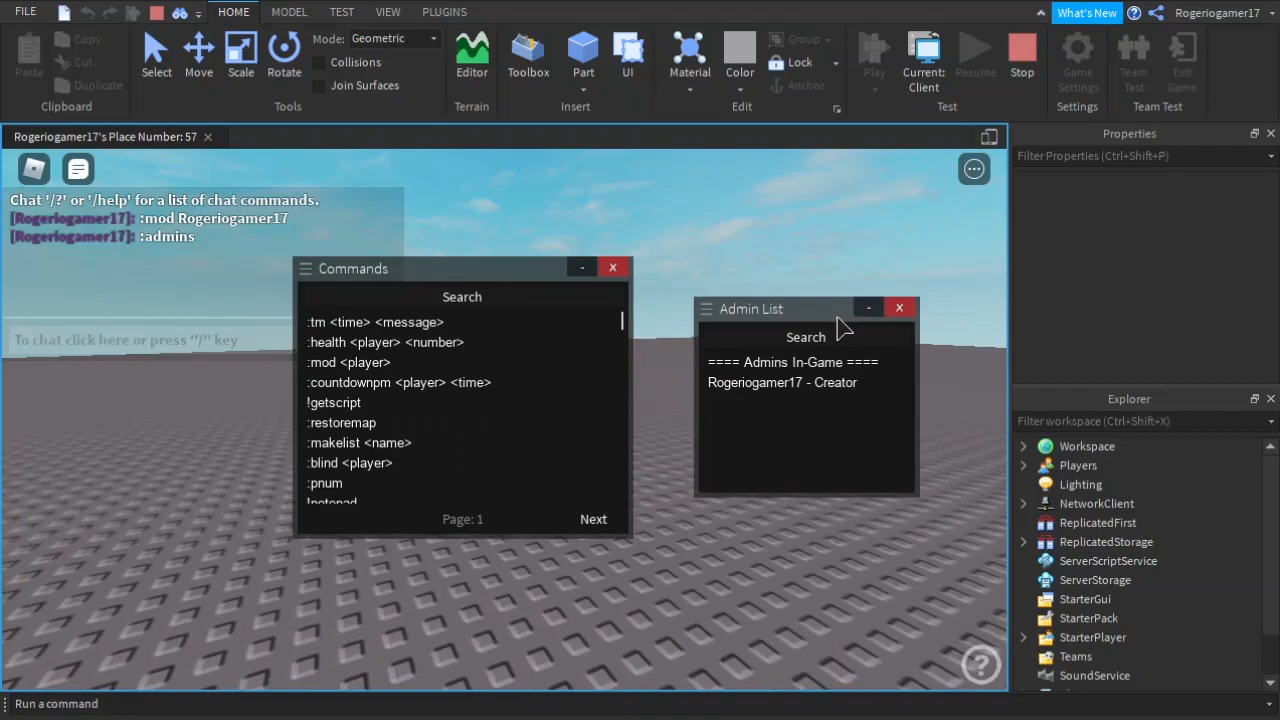 FILE
HOME
MODEL
TEST
VIEW
PLUGINS
What's New
Rogeriogamer17
Paste
Copy
Cut
Duplicate
Clipboard
Select
Move
Scale
Rotate
Mode: Geometric
Collisions
Join Surfaces
Tools
Editor
Terrain
Toolbox
Part
UI
Insert
Material
Color
Group
Lock
Anchor
Edit
Play
Current:
Client
Resume
Stop
Test
Game
Settings
Settings
Team
Test
Exit
Game
Team Test
Rogeriogamer17's Place Number: 57
Chat '/?' or '/help' for a list of chat commands.
[Rogeriogamer17]: :mod Rogeriogamer17
[Rogeriogamer17]: :admins
To chat click here or press "/" key
Commands
- X
Search
:tm <time> <message>
:health <player> <number>
:mod <player>
:countdownpm <player> <time>
!getscript
:restoremap
:makelist <name>
:blind <player>
:pnum
!notepad
Page: 1
Next
Admin List
- X
Search
==== Admins In-Game ====
Rogeriogamer17 - Creator
?
Properties
Filter Properties (Ctrl+Shift+P)
Explorer
Filter workspace (Ctrl+Shift+X)
Workspace
Players
Lighting
NetworkClient
ReplicatedFirst
ReplicatedStorage
ServerScriptService
ServerStorage
StarterGui
StarterPack
StarterPlayer
Teams
SoundService
Run a command